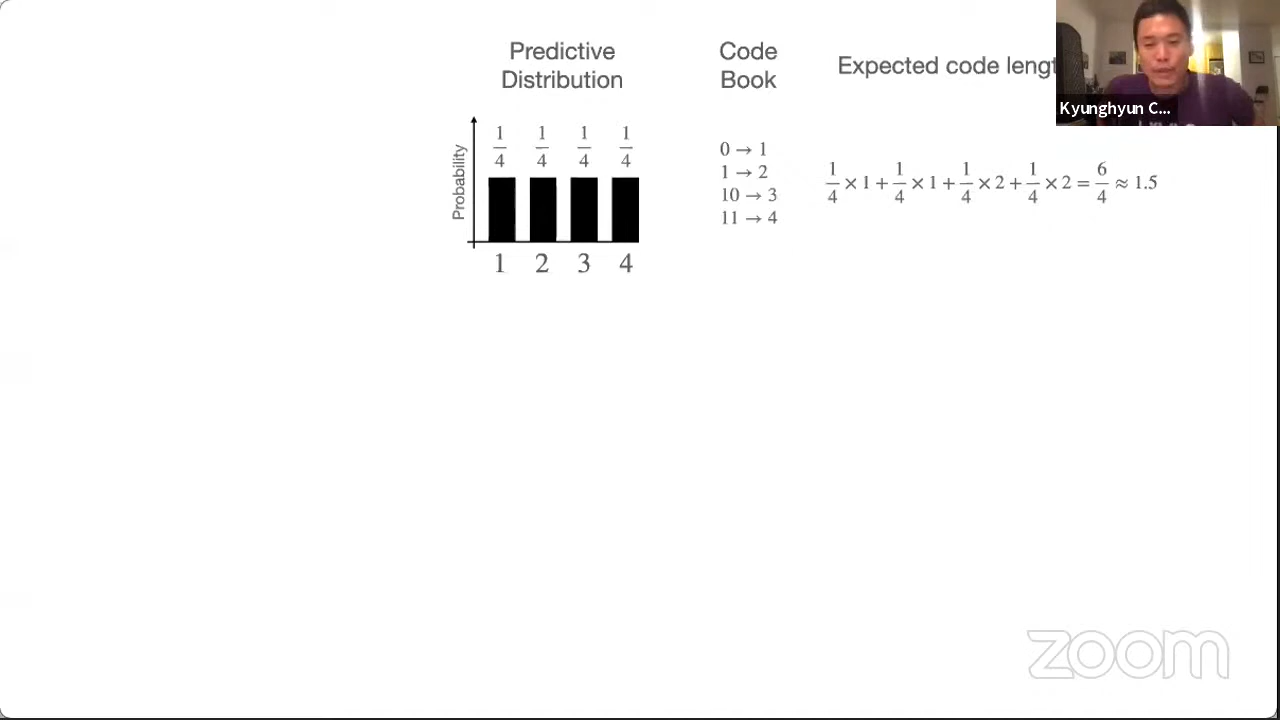 Predictive
Distribution
Code
Book
Expected code lengt
Kyunghyun C...
Probability
1/4 1/4 1/4 1/4
1 2 3 4
0 → 1
1 → 2
10 → 3
11 → 4
1/4 × 1 + 1/4 × 1 + 1/4 × 2 + 1/4 × 2 = 6/4 ≈ 1.5
zoom